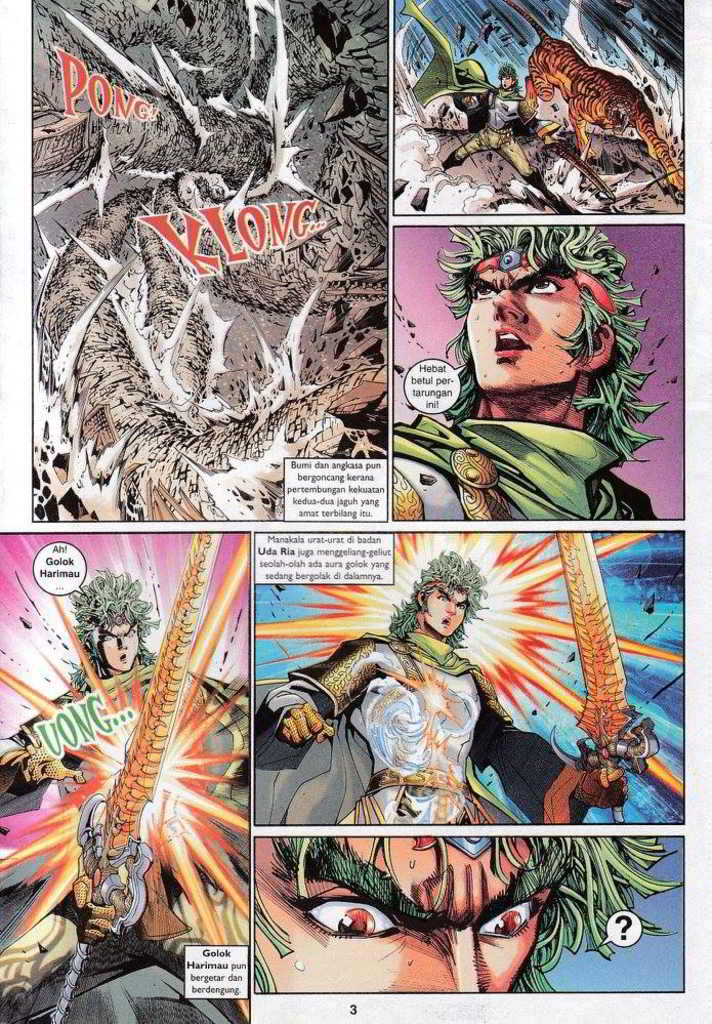 PONG!
KLONG...
Bumi dan angkasa pun
bergoncang kerana
pertembungan kekuatan
kedua-dua jaguh yang
amat terbilang itu.
Hebat
betul per-
tarungan
ini!
Ah!
Golok
Harimau
...
UONG...
Golok
Harimau pun
bergetar dan
berdengung.
Manakala urat-urat di badan
Uda Ria juga menggeliang-geliut
seolah-olah ada aura golok yang
sedang bergolak di dalamnya.
?
3